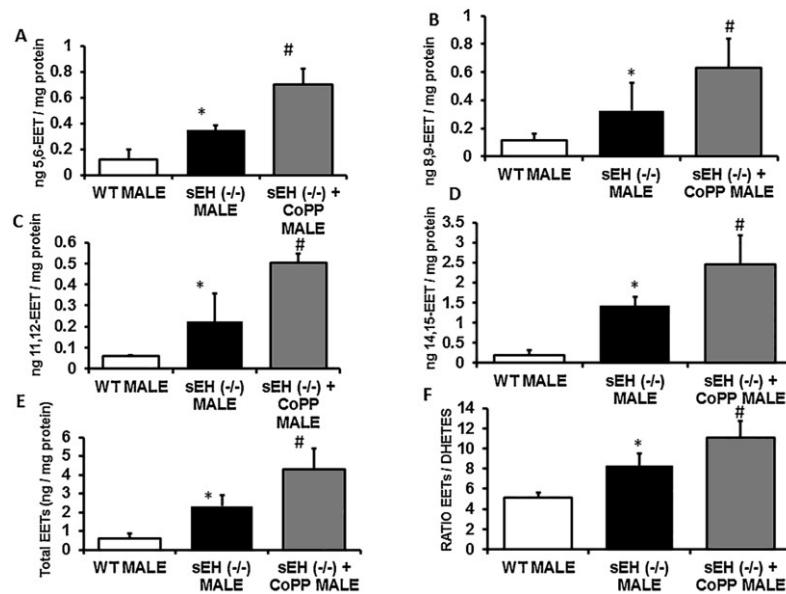 A
ng 5,6-EET / mg protein
1
0.8
0.6
0.4
0.2
0
*
#
WT MALE
sEH (-/-)
MALE
sEH (-/-) +
CoPP
MALE
B
ng 8,9-EET / mg protein
1
0.8
0.6
0.4
0.2
0
*
#
WT MALE
sEH (-/-)
MALE
sEH (-/-) +
CoPP MALE
C
ng 11,12-EET / mg protein
0.6
0.5
0.4
0.3
0.2
0.1
0
*
#
WT MALE
sEH (-/-)
MALE
sEH (-/-) +
CoPP
MALE
D
ng 14,15-EET / mg protein
3.5
3
2.5
2
1.5
1
0.5
0
*
#
WT MALE
sEH (-/-)
MALE
sEH (-/-) +
CoPP MALE
E
Total EETs (ng / mg protein)
6
5
4
3
2
1
0
*
#
WT MALE
sEH (-/-)
MALE
sEH (-/-) +
CoPP MALE
F
RATIO EETs / DHETES
14
12
10
8
6
4
2
0
*
#
WT MALE
sEH (-/-)
MALE
sEH (-/-) +
CoPP MALE